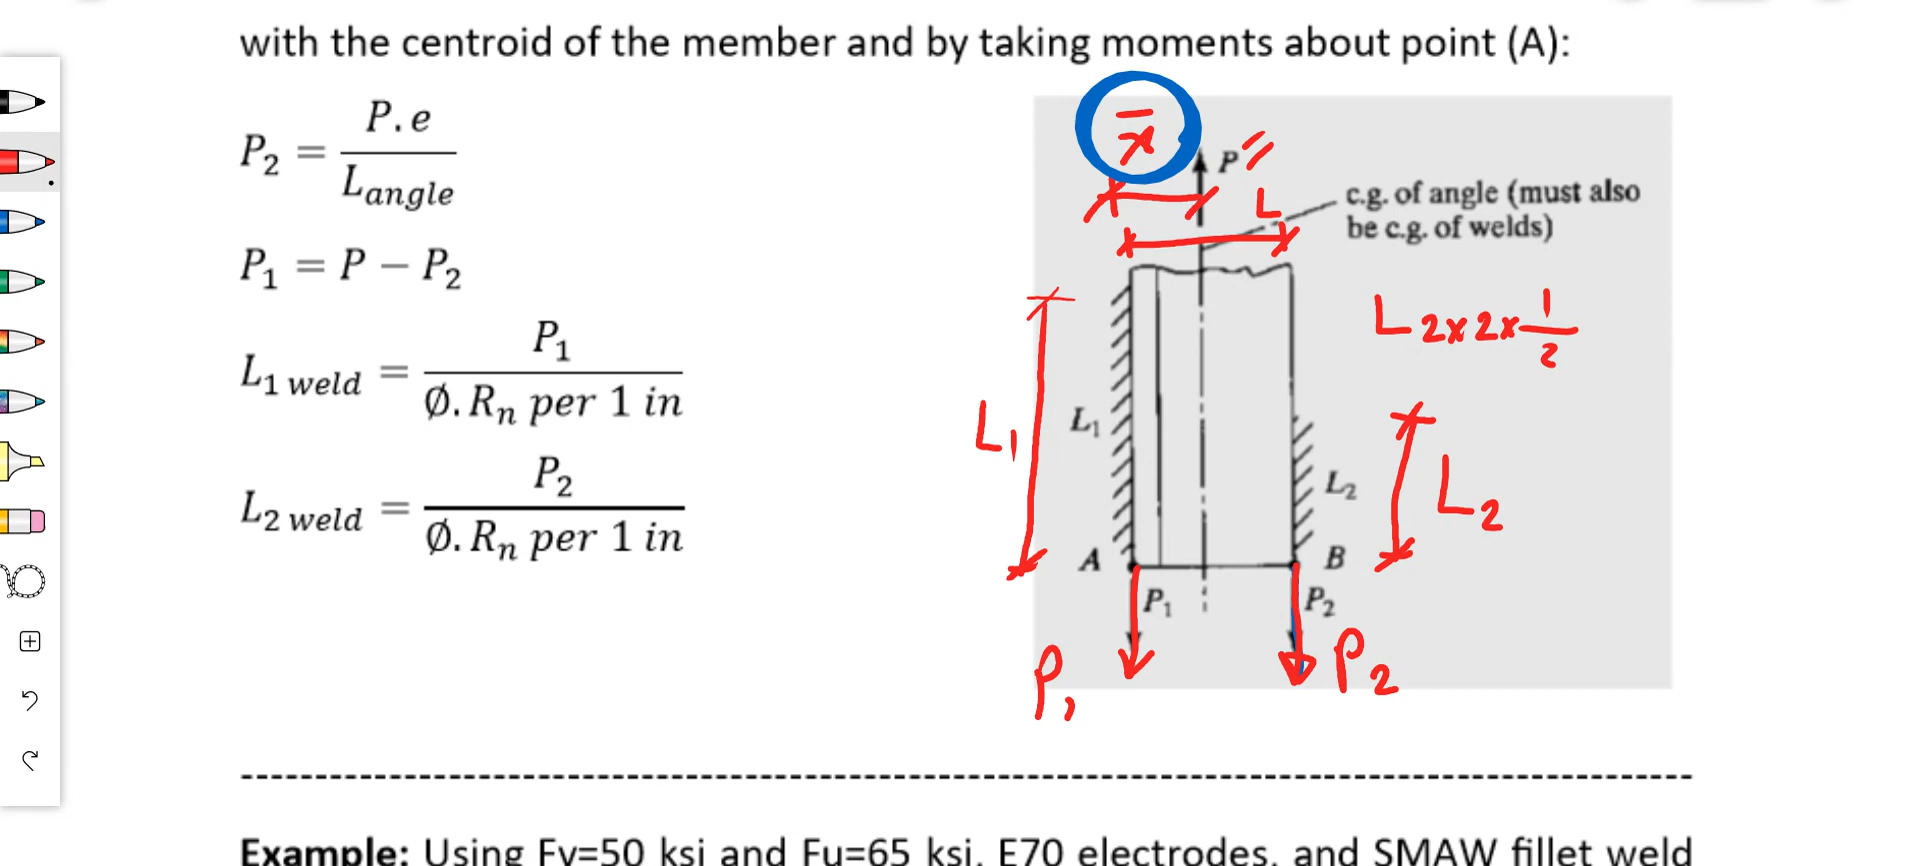 with the centroid of the member and by taking moments about point (A):
P₂ = P.e / L_angle
P₁ = P − P₂
L₁ weld = P₁ / Ø.Rₙ per 1 in
L₂ weld = P₂ / Ø.Rₙ per 1 in
x̄
P
L
c.g. of angle (must also
be c.g. of welds)
L 2x2x 1/2
L₁
L₁
L₂
L₂
A
B
P₁
P₂
P₁
P₂
Example: Using Fy=50 ksi and Fu=65 ksi, E70 electrodes, and SMAW fillet weld